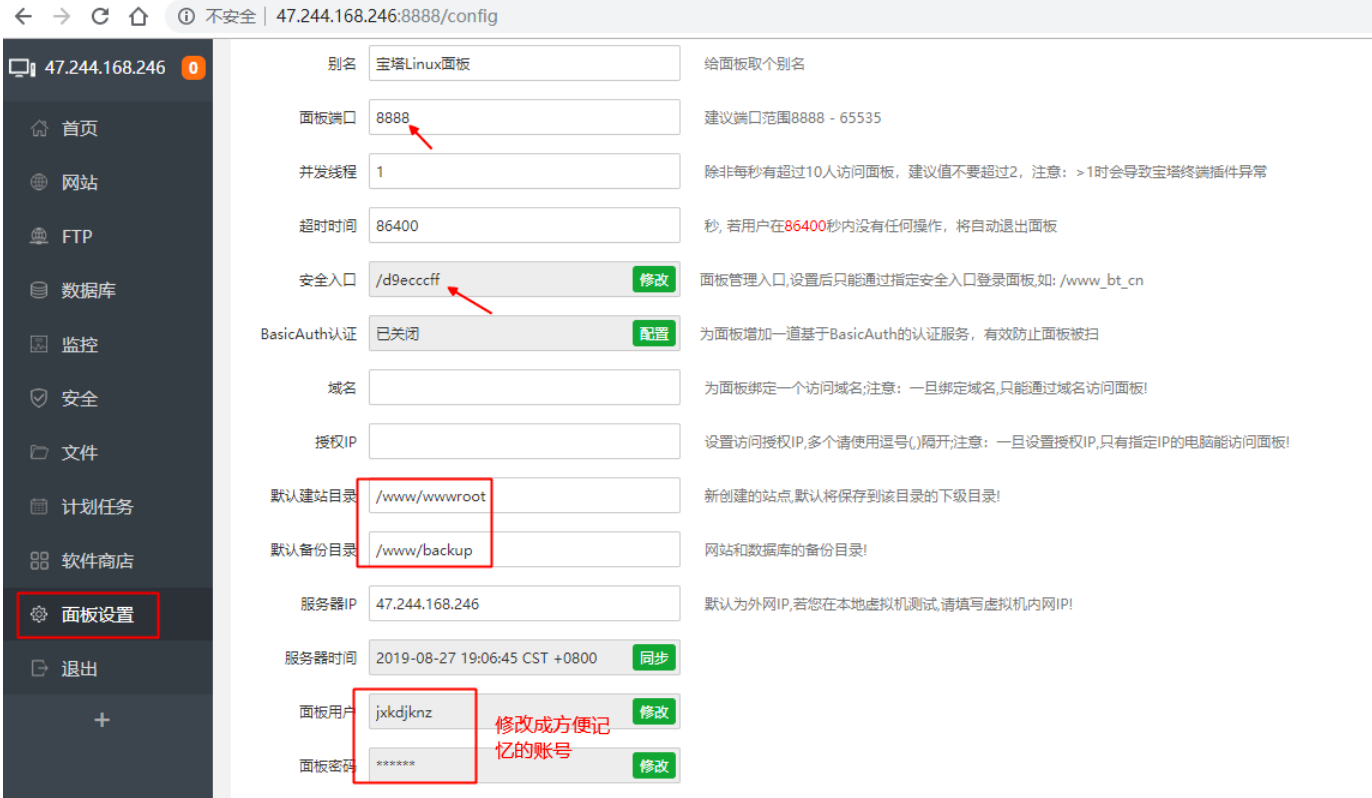 不安全 | 47.244.168.246:8888/config
47.244.168.246 0
首页
网站
FTP
数据库
监控
安全
文件
计划任务
软件商店
面板设置
退出
+
别名 宝塔Linux面板 给面板取个别名
面板端口 8888 建议端口范围8888 - 65535
并发线程 1 除非每秒有超过10人访问面板，建议值不要超过2，注意：>1时会导致宝塔终端插件异常
超时时间 86400 秒, 若用户在86400秒内没有任何操作，将自动退出面板
安全入口 /d9ecccff 修改 面板管理入口,设置后只能通过指定安全入口登录面板,如: /www_bt_cn
BasicAuth认证 已关闭 配置 为面板增加一道基于BasicAuth的认证服务，有效防止面板被扫
域名 为面板绑定一个访问域名;注意：一旦绑定域名,只能通过域名访问面板!
授权IP 设置访问授权IP,多个请使用逗号(,)隔开;注意：一旦设置授权IP,只有指定IP的电脑能访问面板!
默认建站目录 /www/wwwroot 新创建的站点,默认将保存到该目录的下级目录!
默认备份目录 /www/backup 网站和数据库的备份目录!
服务器IP 47.244.168.246 默认为外网IP,若您在本地虚拟机测试,请填写虚拟机内网IP!
服务器时间 2019-08-27 19:06:45 CST +0800 同步
面板用户 jxkdjknz 修改
面板密码 ****** 修改
修改成方便记
忆的账号